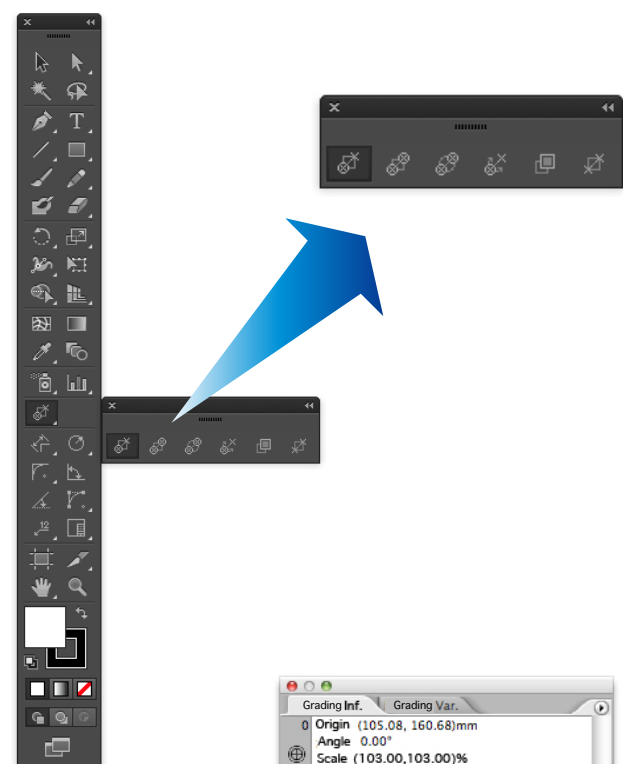 T
12
Grading Inf. Grading Var.
0 Origin (105.08, 160.68)mm
Angle 0.00°
Scale (103.00,103.00)%